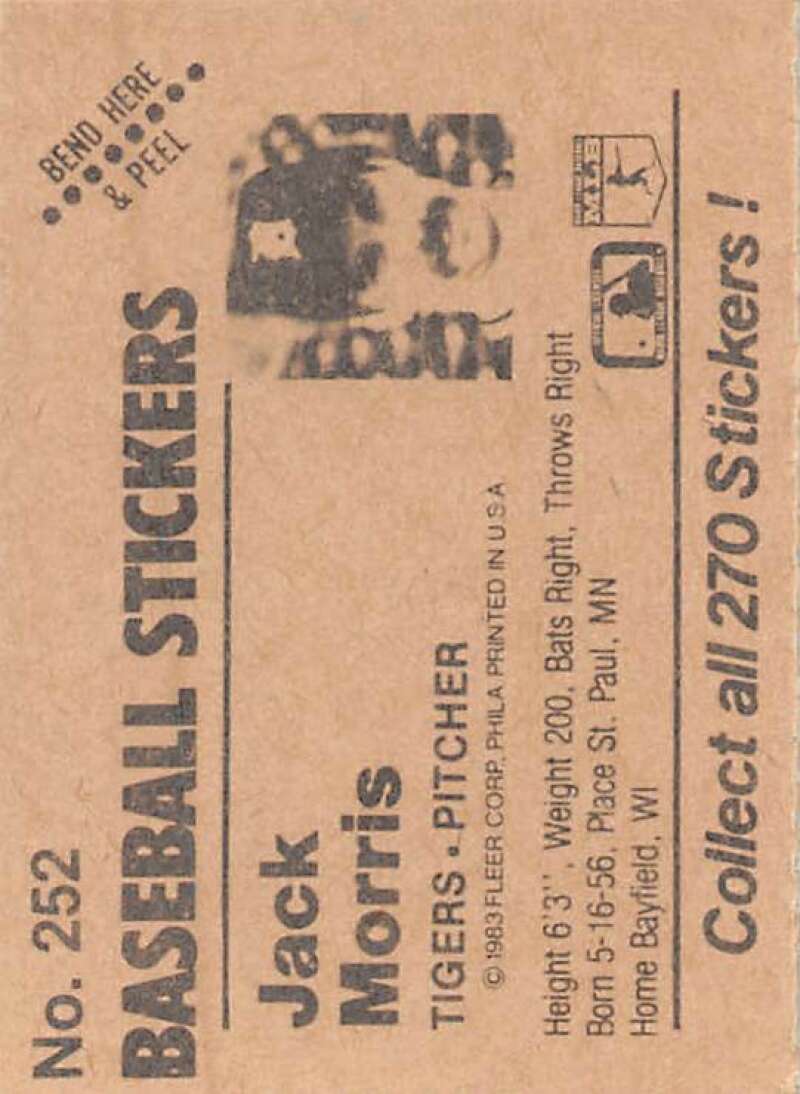 No. 252
BEND HERE
& PEEL
BASEBALL STICKERS
Jack
Morris
TIGERS • PITCHER
© 1983 FLEER CORP. PHILA PRINTED IN U S A
Height 6'3'', Weight 200, Bats Right, Throws Right
Born 5-16-56, Place St. Paul, MN
Home Bayfield, WI
Collect all 270 Stickers!